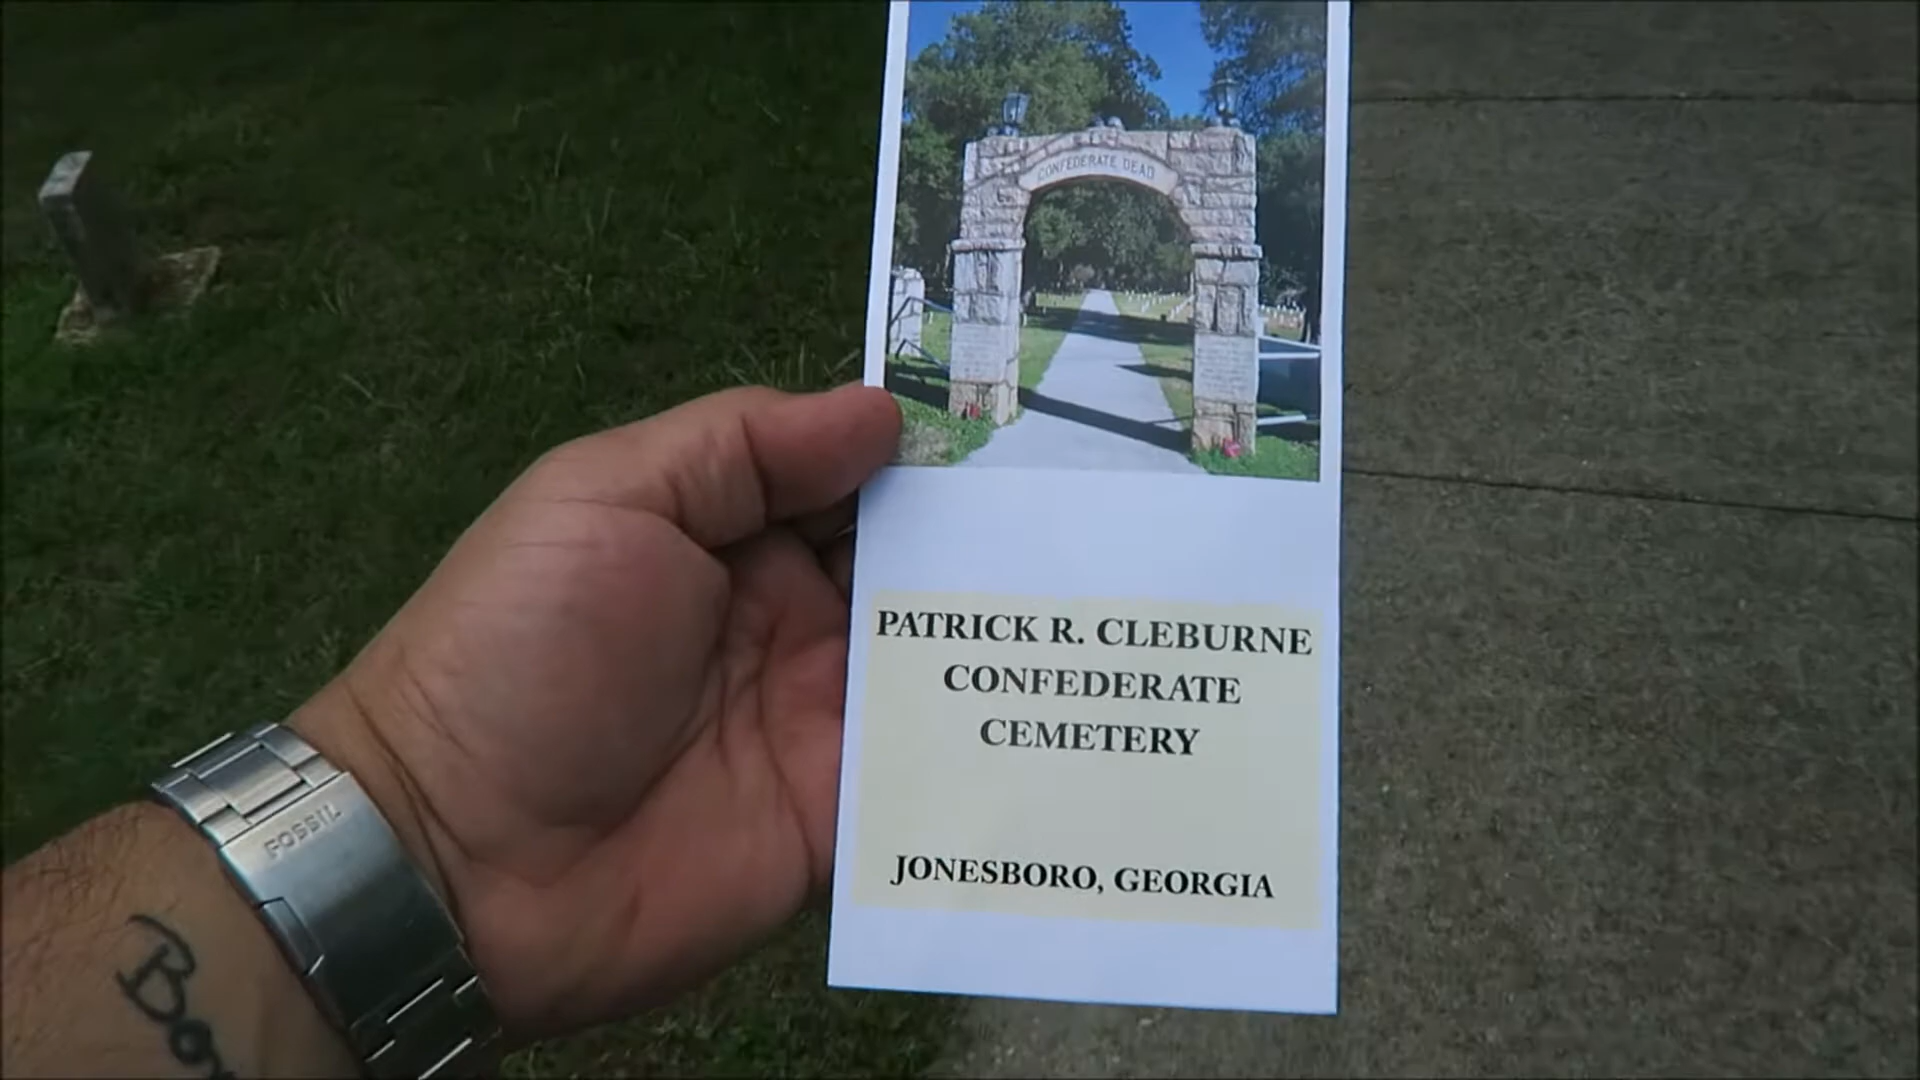 CONFEDERATE DEAD
PATRICK R. CLEBURNE
CONFEDERATE
CEMETERY
JONESBORO, GEORGIA
FOSSIL